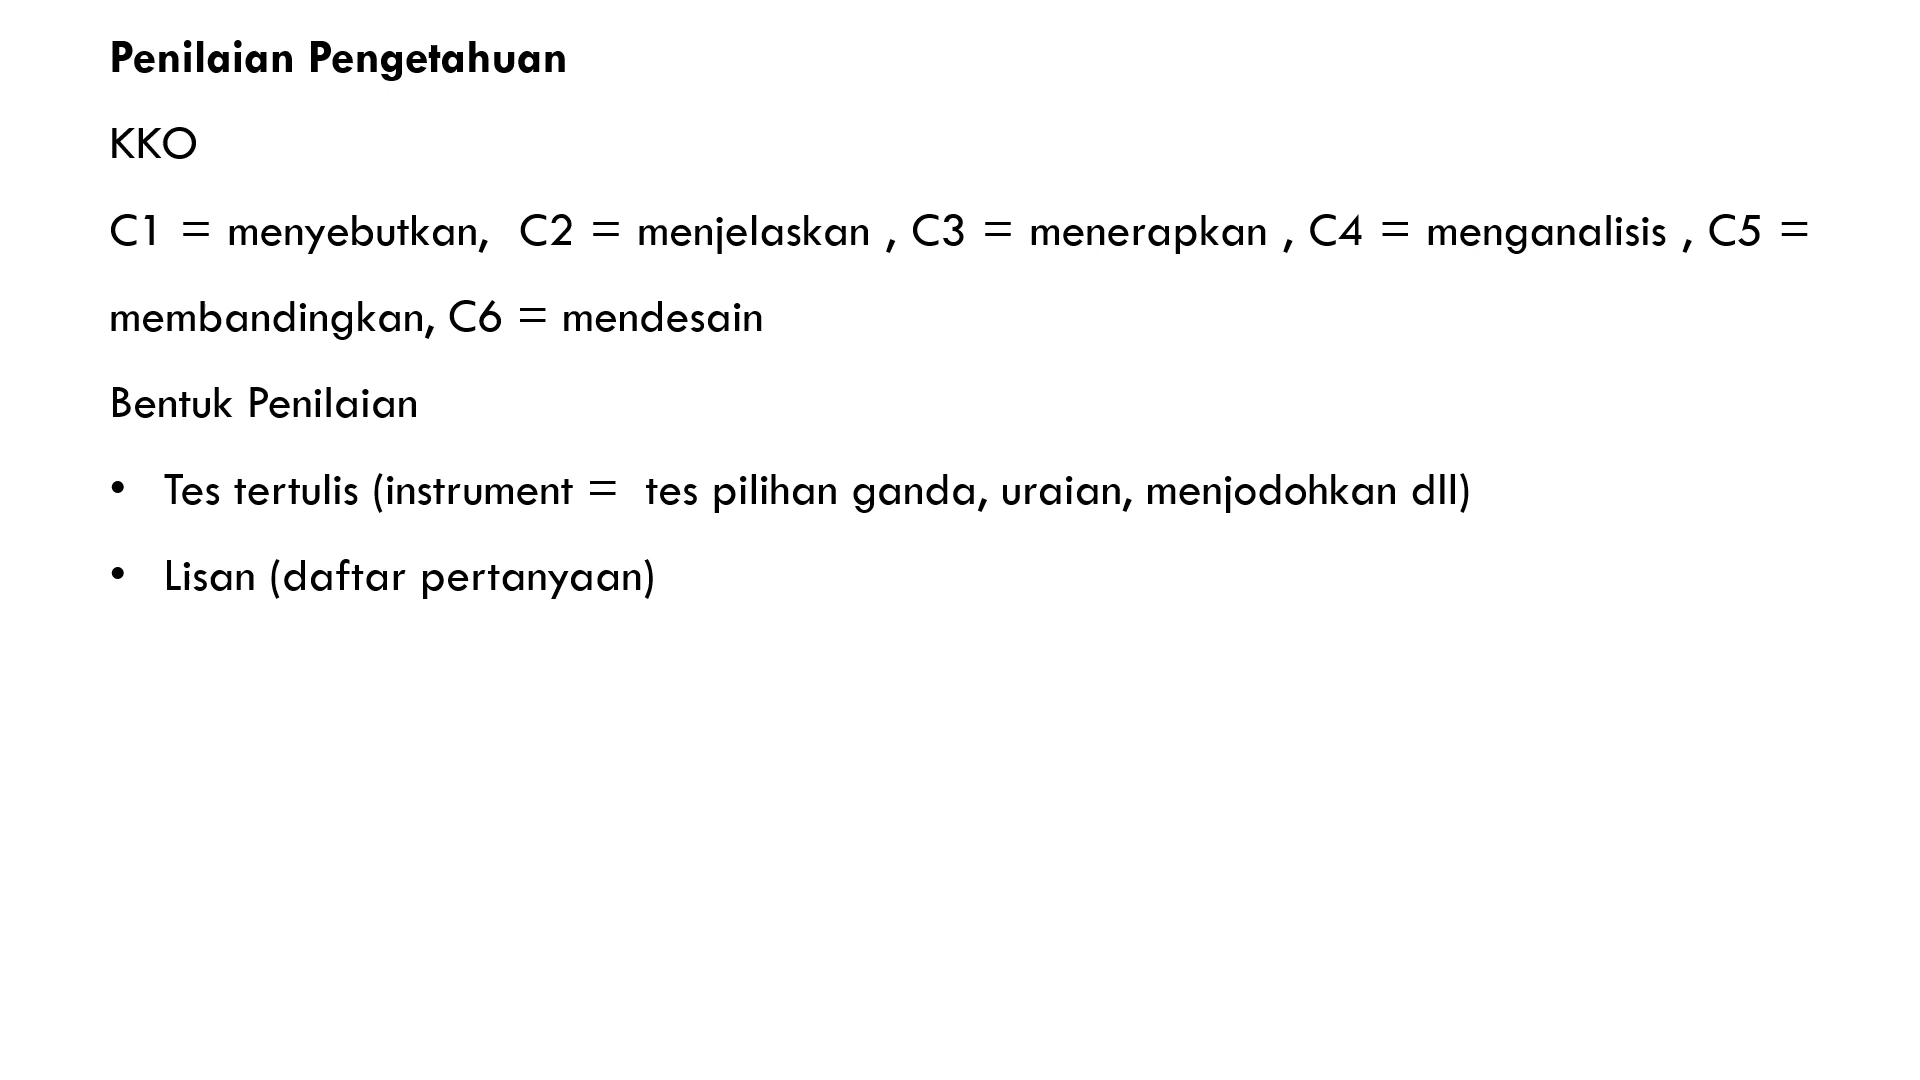 Penilaian Pengetahuan
KKO
C1 = menyebutkan, C2 = menjelaskan , C3 = menerapkan , C4 = menganalisis , C5 =
membandingkan, C6 = mendesain
Bentuk Penilaian
• Tes tertulis (instrument = tes pilihan ganda, uraian, menjodohkan dll)
• Lisan (daftar pertanyaan)